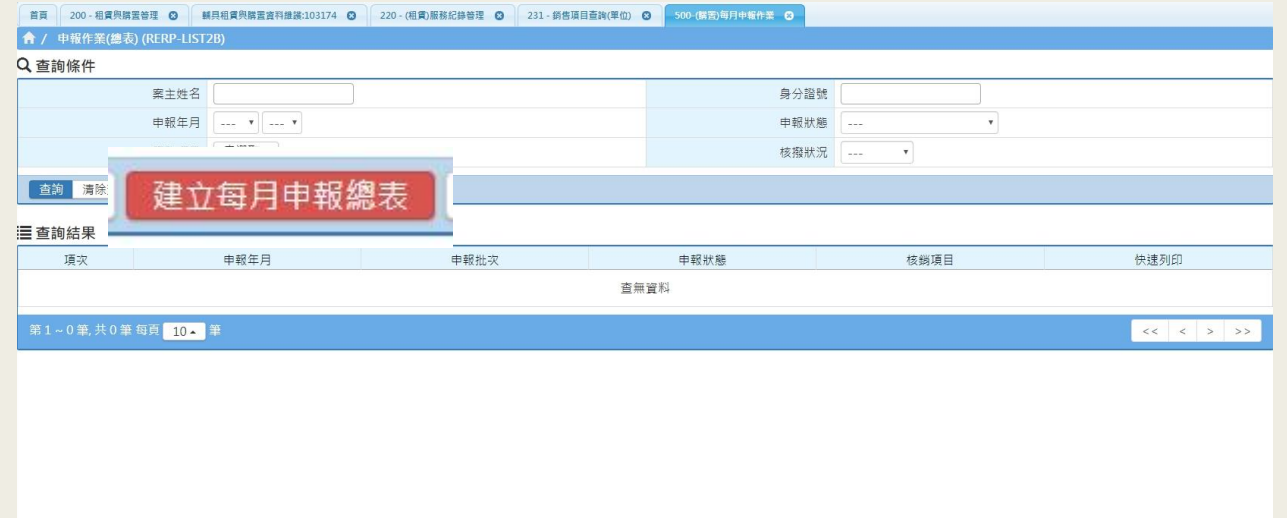 首頁 200 - 租賃與購置管理 輔具租賃與購置資料維護:103174 220 - (租賃)服務紀錄管理 231 - 銷售項目查詢(單位) 500-(購置)每月申報作業
/ 申報作業(總表) (RERP-LIST2B)
查詢條件
案主姓名 身分證號
申報年月 --- --- 申報狀態 ---
核撥狀況 ---
查詢 清除 建立每月申報總表
查詢結果
項次 申報年月 申報批次 申報狀態 核銷項目 快速列印
查無資料
第 1 ~ 0 筆, 共 0 筆 每頁 10 筆 << < > >>